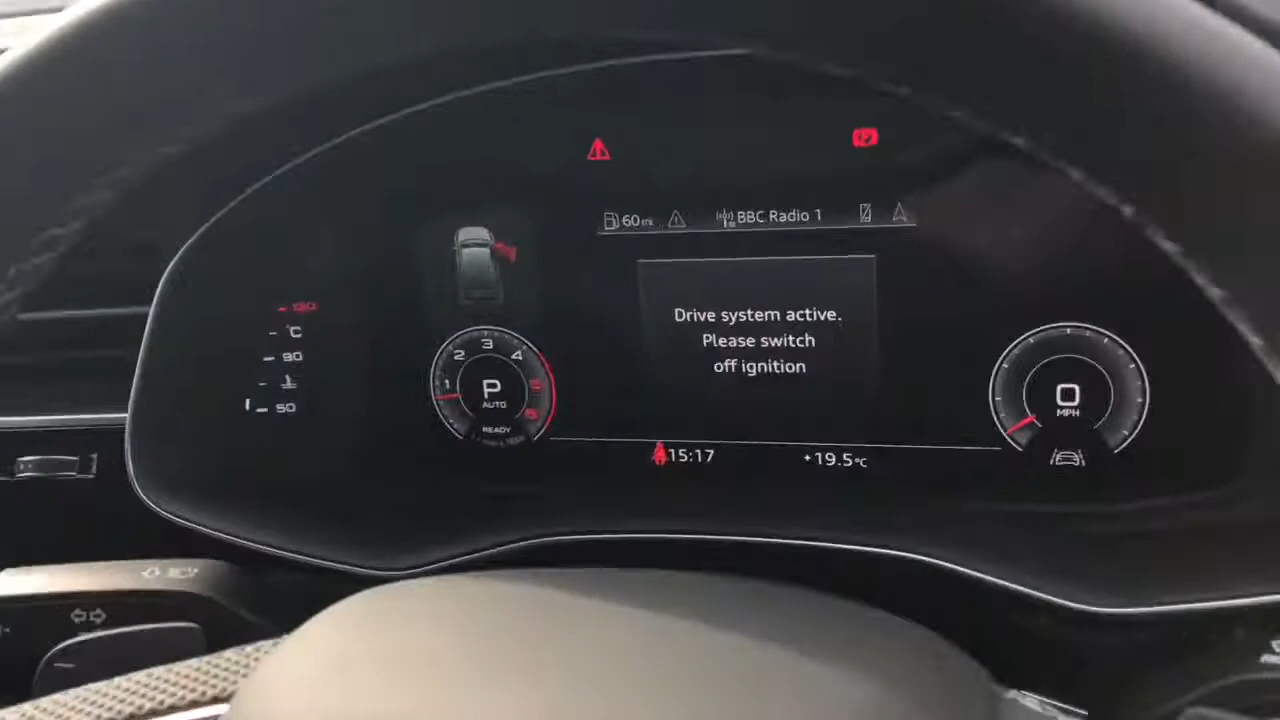 60 mi
BBC Radio 1
Drive system active.
Please switch
off ignition
130
°C
90
50
1
2
3
4
5
6
P
AUTO
READY
0
MPH
15:17
+19.5°C